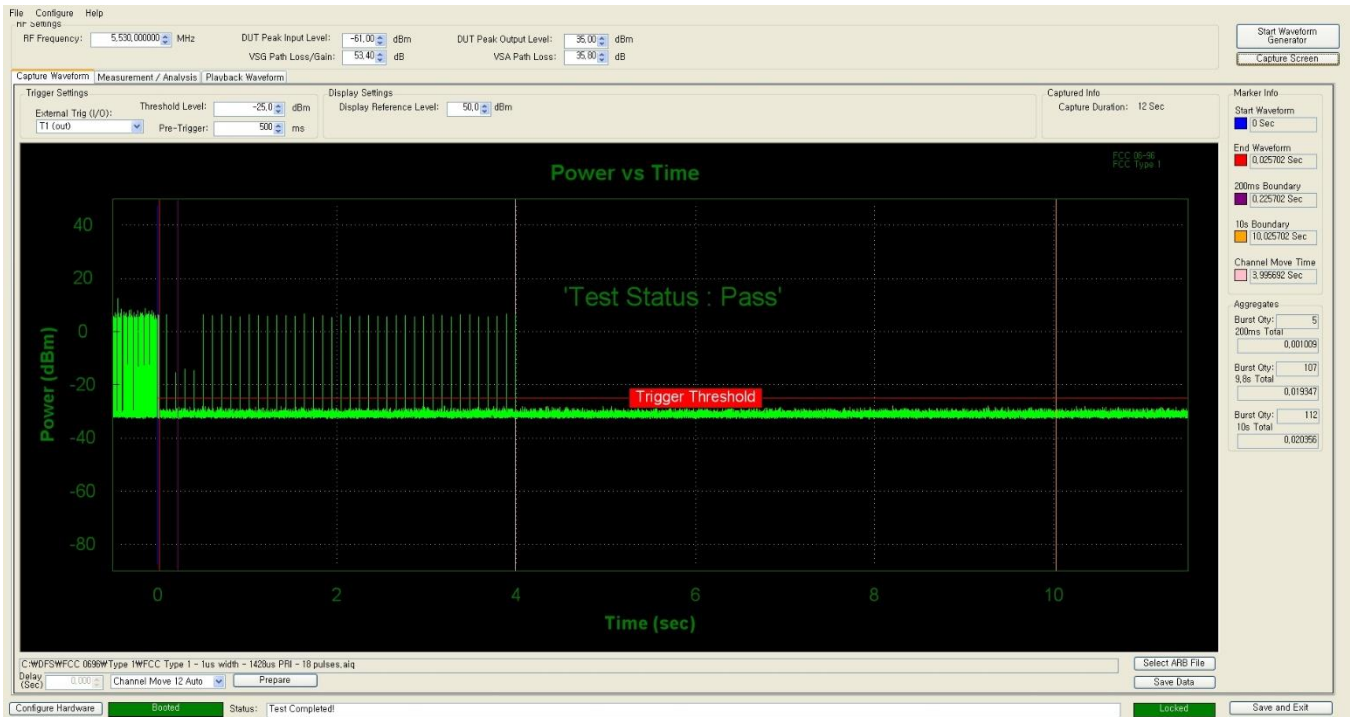 File Configure Help
RF Settings
RF Frequency: 5,530,000000 MHz DUT Peak Input Level: -61,00 dBm DUT Peak Output Level: 35,00 dBm
VSG Path Loss/Gain: 53,40 dB VSA Path Loss: 35,80 dB
Start Waveform Generator
Capture Screen
Capture Waveform Measurement / Analysis Playback Waveform
Trigger Settings
External Trig (I/O): Threshold Level: -25,0 dBm
T1 (out) Pre-Trigger: 500 ms
Display Settings
Display Reference Level: 50,0 dBm
Captured Info
Capture Duration: 12 Sec
Marker Info
Start Waveform
0 Sec
End Waveform
0,025702 Sec
200ms Boundary
0,225702 Sec
10s Boundary
10,025702 Sec
Channel Move Time
3,995692 Sec
Aggregates
Burst Qty: 5
200ms Total
0,001009
Burst Qty: 107
9,8s Total
0,019347
Burst Qty: 112
10s Total
0,020356
Power vs Time
FCC 06-96
FCC Type 1
'Test Status : Pass'
Trigger Threshold
Power (dBm)
40
20
0
-20
-40
-60
-80
0 2 4 6 8 10
Time (sec)
C:₩DFS₩FCC 0696₩Type 1₩FCC Type 1 - 1us width - 1428us PRI - 18 pulses.aiq
Select ARB File
Delay (Sec) 0.000 Channel Move 12 Auto Prepare
Save Data
Configure Hardware Booted Status: Test Completed! Locked Save and Exit